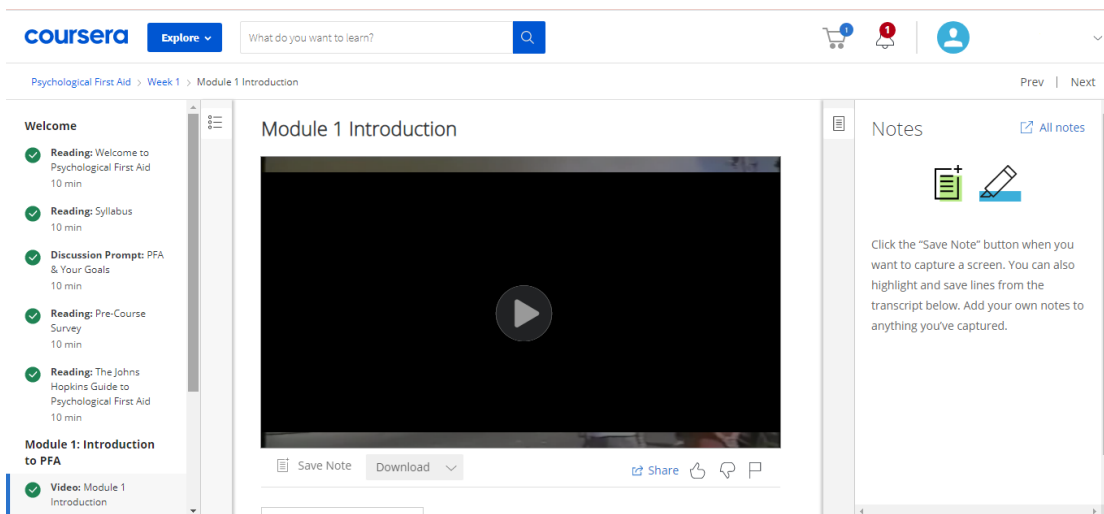 coursera
Explore
What do you want to learn?
1
1
Psychological First Aid > Week 1 > Module 1 Introduction
Prev | Next
Welcome
Reading: Welcome to
Psychological First Aid
10 min
Reading: Syllabus
10 min
Discussion Prompt: PFA
& Your Goals
10 min
Reading: Pre-Course
Survey
10 min
Reading: The Johns
Hopkins Guide to
Psychological First Aid
10 min
Module 1: Introduction
to PFA
Video: Module 1
Introduction
Module 1 Introduction
Save Note
Download
Share
Notes
All notes
Click the “Save Note” button when you
want to capture a screen. You can also
highlight and save lines from the
transcript below. Add your own notes to
anything you’ve captured.